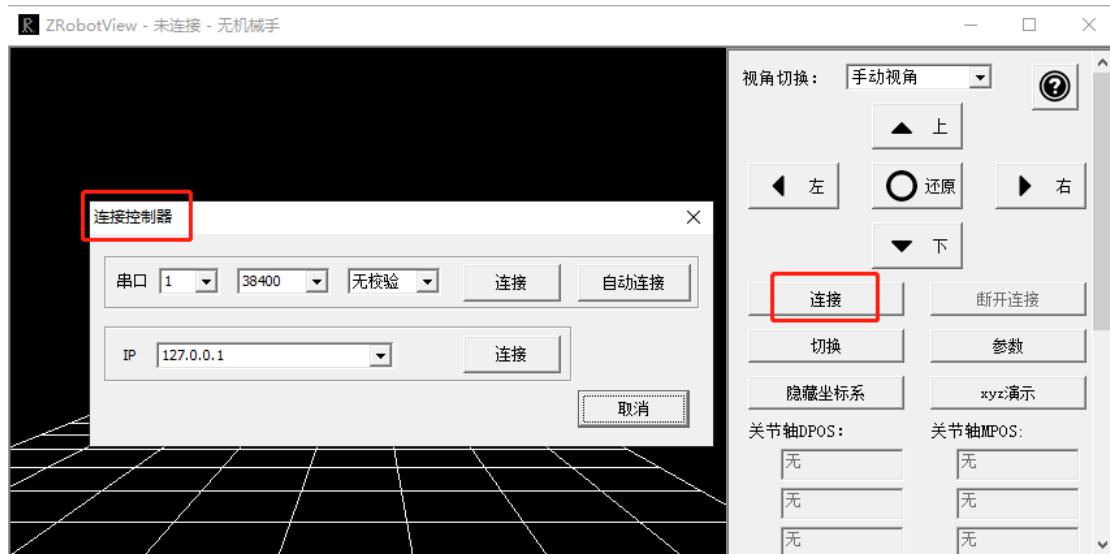 ZRobotView - 未连接 - 无机械手
视角切换： 手动视角
上
左 还原 右
下
连接控制器
串口 1 38400 无校验 连接 自动连接
IP 127.0.0.1 连接
取消
连接 断开连接
切换 参数
隐藏坐标系 xyz演示
关节轴DPOS： 关节轴MPOS:
无 无
无 无
无 无